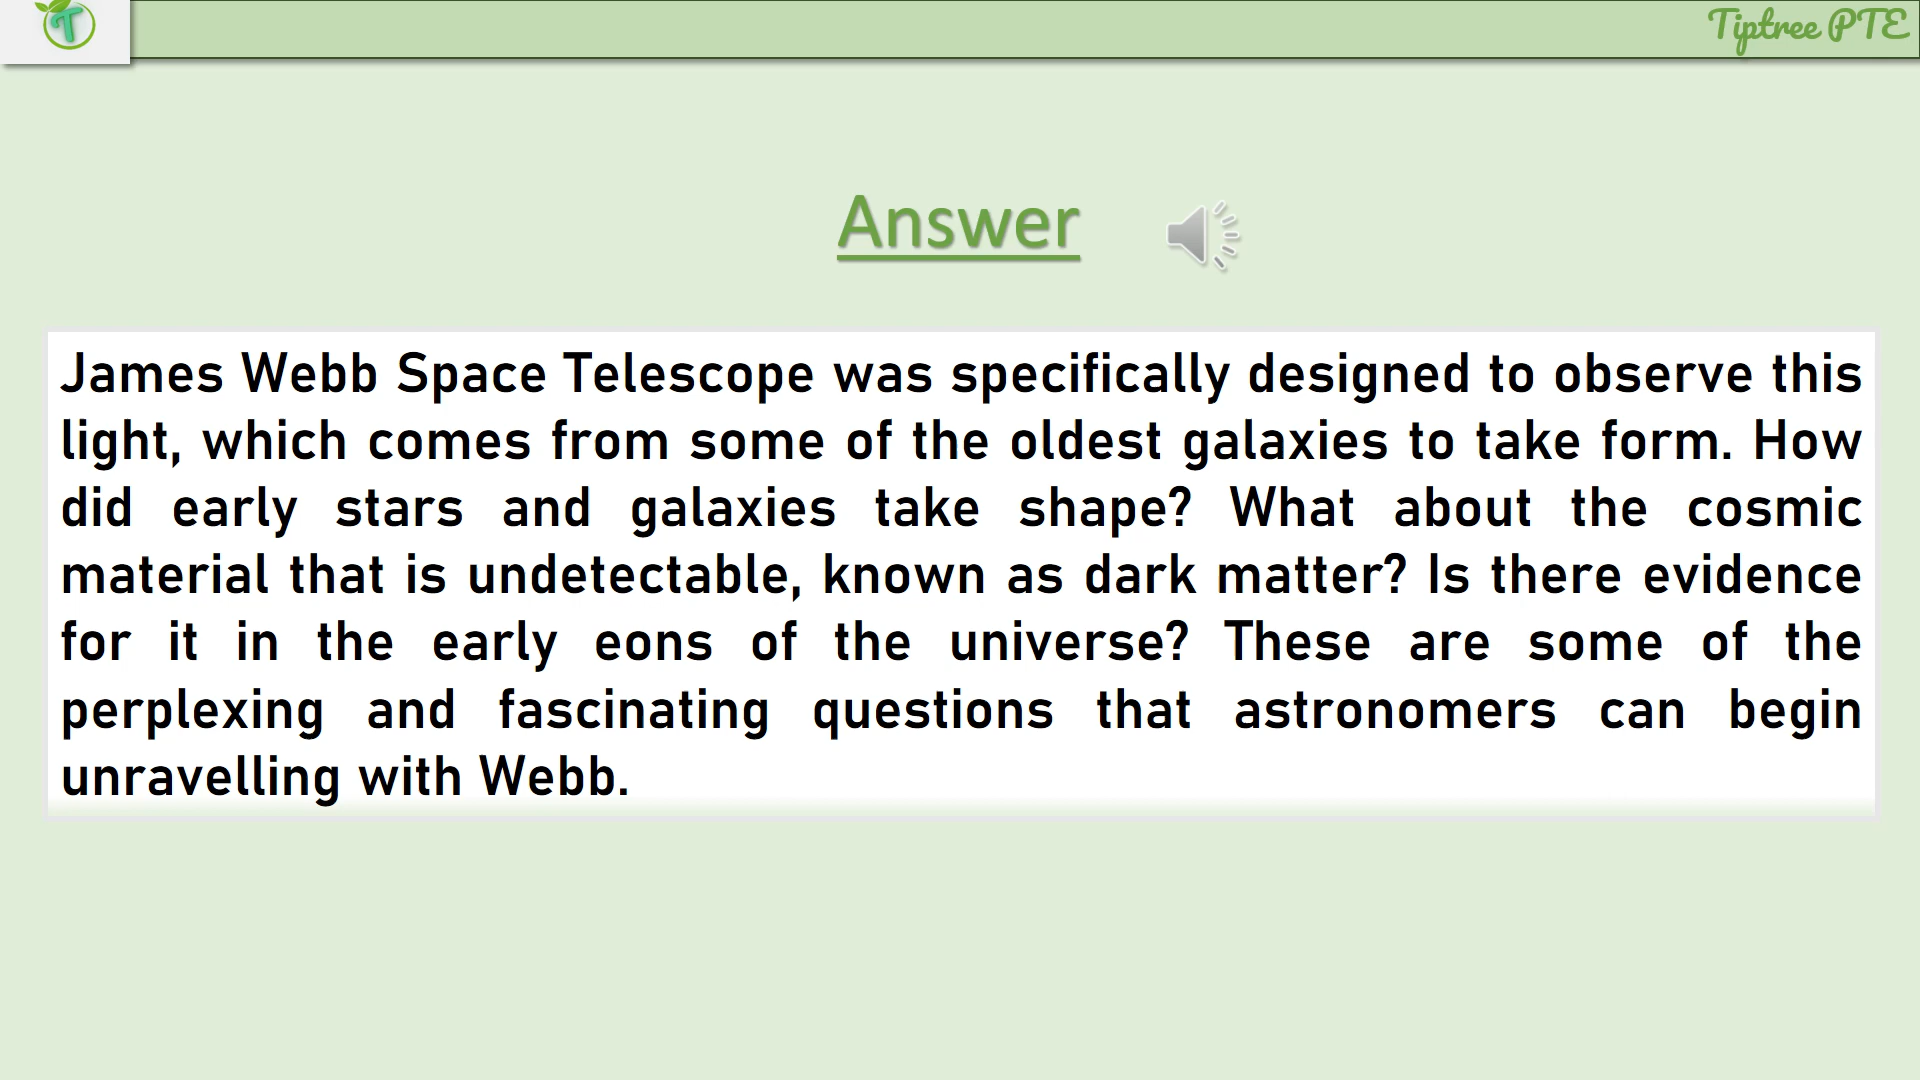 T
Tiptree PTE
Answer
James Webb Space Telescope was specifically designed to observe this
light, which comes from some of the oldest galaxies to take form. How
did early stars and galaxies take shape? What about the cosmic
material that is undetectable, known as dark matter? Is there evidence
for it in the early eons of the universe? These are some of the
perplexing and fascinating questions that astronomers can begin
unravelling with Webb.